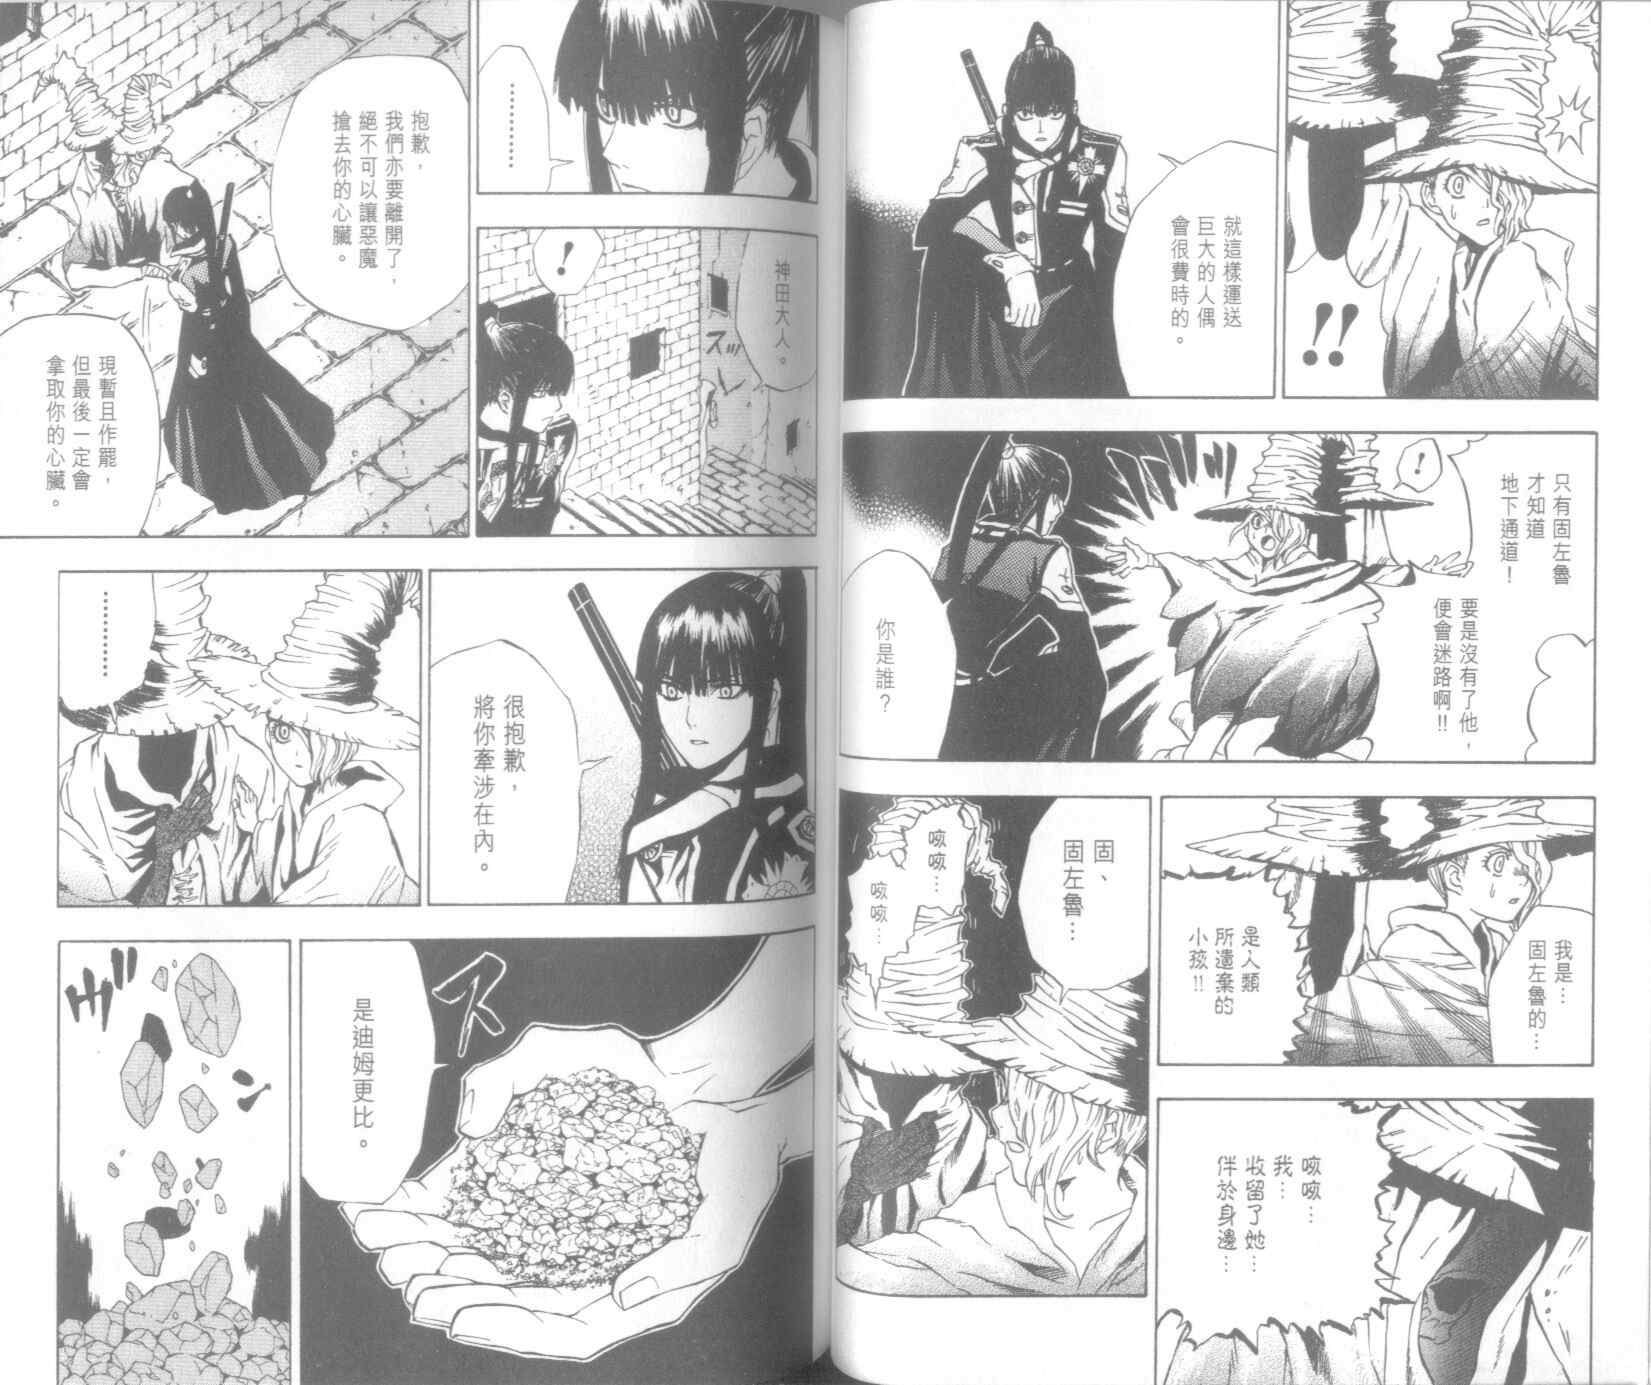 !!
就這樣運送
巨大的人偶
會很費時的。
只有固左魯
才知道
地下通道!
要是沒有了他，
便會迷路啊!!
!
你是誰?
我是…
固左魯的…
是人類
所遺棄的
小孩!!
固、
固左魯…
咳咳…
咳咳…
咳咳…
我…
收留了她…
伴於身邊…
…………
神田大人。
!
スッ
抱歉，
我們亦要離開了，
絕不可以讓惡魔
搶去你的心臟。
現暫且作罷，
但最後一定會
拿取你的心臟。
很抱歉，
將你牽涉在內。
…………
ス
是迪姆更比。